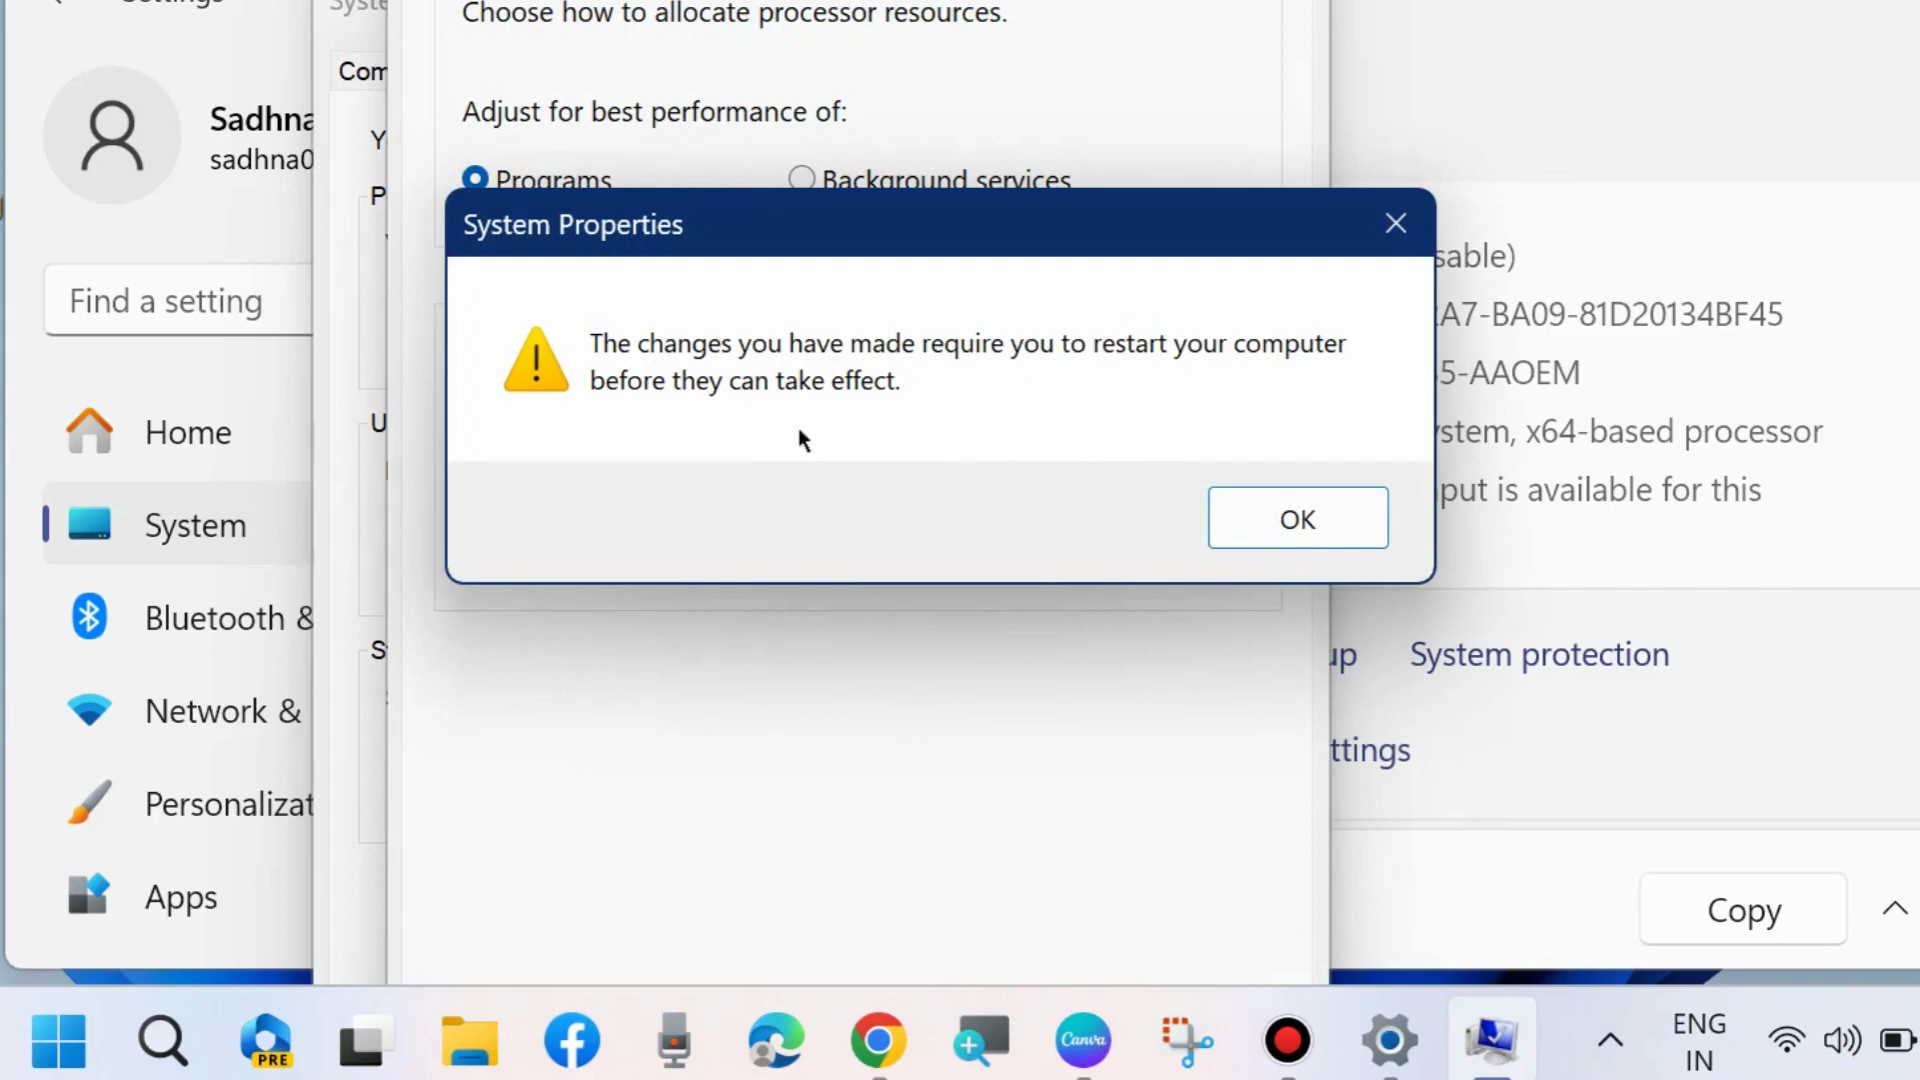 Choose how to allocate processor resources.
Adjust for best performance of:
Programs
Background services
Sadhna
sadhna0
Find a setting
Home
System
Bluetooth &
Network &
Personalizat
Apps
Com
System Properties
The changes you have made require you to restart your computer
before they can take effect.
OK
sable)
A7-BA09-81D20134BF45
5-AAOEM
stem, x64-based processor
put is available for this
up
System protection
ttings
Copy
PRE
Canva
ENG
IN